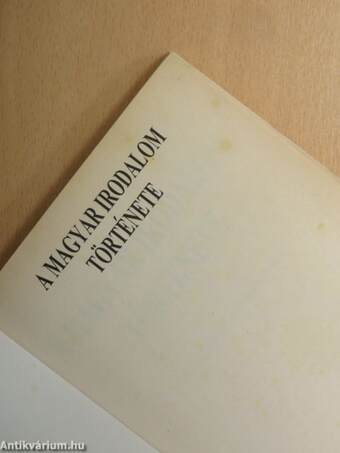 A MAGYAR IRODALOM
TÖRTÉNETE
Antikvárium.hu